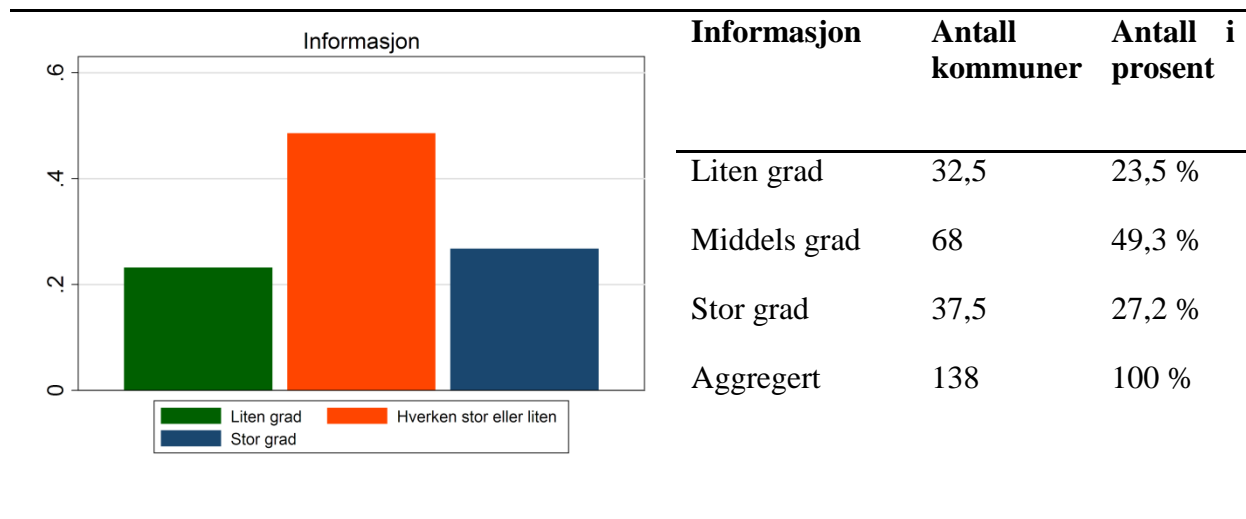 Informasjon
.6
.4
.2
0
Liten grad
Hverken stor eller liten
Stor grad
Informasjon Antall kommuner Antall i prosent
Liten grad 32,5 23,5 %
Middels grad 68 49,3 %
Stor grad 37,5 27,2 %
Aggregert 138 100 %